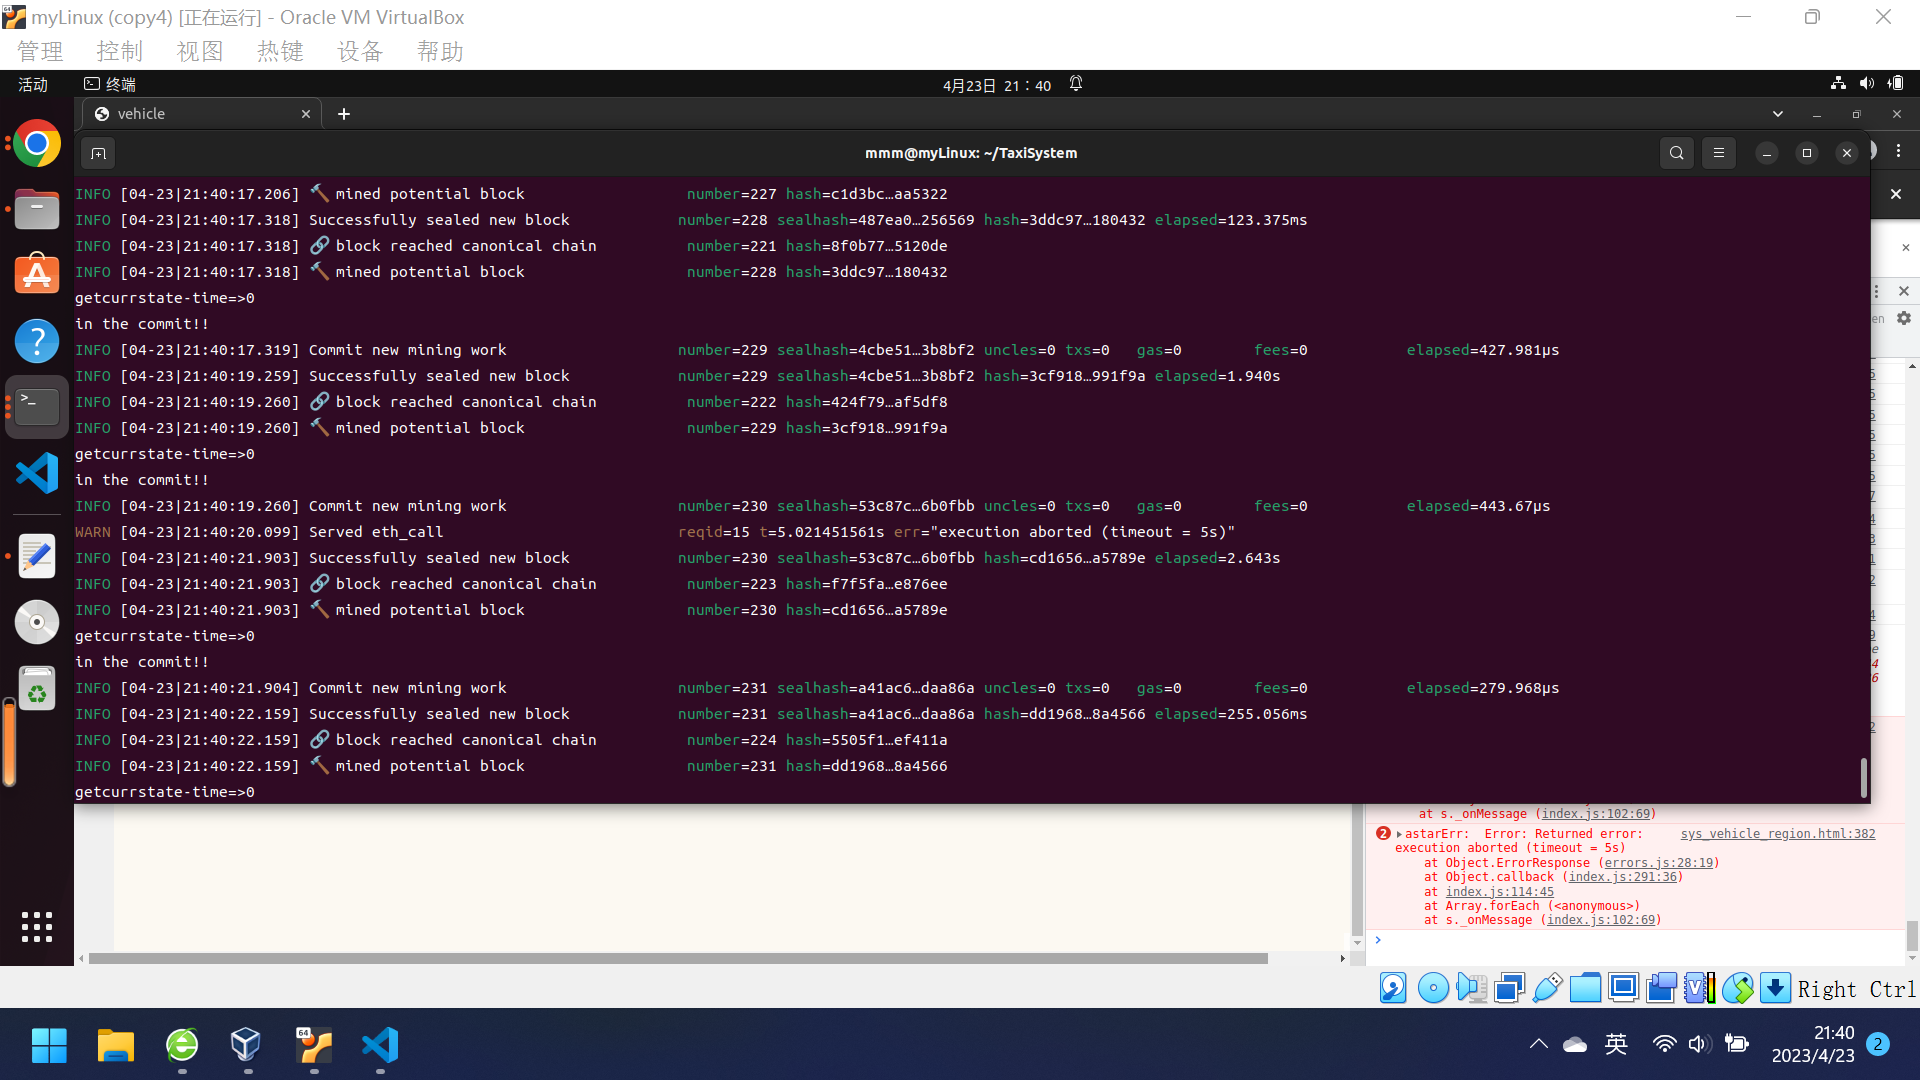 myLinux (copy4) [正在运行] - Oracle VM VirtualBox
管理 控制 视图 热键 设备 帮助
活动 终端 4月23日 21：40
vehicle
mmm@myLinux: ~/TaxiSystem
INFO [04-23|21:40:17.206] 🔨 mined potential block number=227 hash=c1d3bc…aa5322
INFO [04-23|21:40:17.318] Successfully sealed new block number=228 sealhash=487ea0…256569 hash=3ddc97…180432 elapsed=123.375ms
INFO [04-23|21:40:17.318] 🔗 block reached canonical chain number=221 hash=8f0b77…5120de
INFO [04-23|21:40:17.318] 🔨 mined potential block number=228 hash=3ddc97…180432
getcurrstate-time=>0
in the commit!!
INFO [04-23|21:40:17.319] Commit new mining work number=229 sealhash=4cbe51…3b8bf2 uncles=0 txs=0 gas=0 fees=0 elapsed=427.981µs
INFO [04-23|21:40:19.259] Successfully sealed new block number=229 sealhash=4cbe51…3b8bf2 hash=3cf918…991f9a elapsed=1.940s
INFO [04-23|21:40:19.260] 🔗 block reached canonical chain number=222 hash=424f79…af5df8
INFO [04-23|21:40:19.260] 🔨 mined potential block number=229 hash=3cf918…991f9a
getcurrstate-time=>0
in the commit!!
INFO [04-23|21:40:19.260] Commit new mining work number=230 sealhash=53c87c…6b0fbb uncles=0 txs=0 gas=0 fees=0 elapsed=443.67µs
WARN [04-23|21:40:20.099] Served eth_call reqid=15 t=5.021451561s err="execution aborted (timeout = 5s)"
INFO [04-23|21:40:21.903] Successfully sealed new block number=230 sealhash=53c87c…6b0fbb hash=cd1656…a5789e elapsed=2.643s
INFO [04-23|21:40:21.903] 🔗 block reached canonical chain number=223 hash=f7f5fa…e876ee
INFO [04-23|21:40:21.903] 🔨 mined potential block number=230 hash=cd1656…a5789e
getcurrstate-time=>0
in the commit!!
INFO [04-23|21:40:21.904] Commit new mining work number=231 sealhash=a41ac6…daa86a uncles=0 txs=0 gas=0 fees=0 elapsed=279.968µs
INFO [04-23|21:40:22.159] Successfully sealed new block number=231 sealhash=a41ac6…daa86a hash=dd1968…8a4566 elapsed=255.056ms
INFO [04-23|21:40:22.159] 🔗 block reached canonical chain number=224 hash=5505f1…ef411a
INFO [04-23|21:40:22.159] 🔨 mined potential block number=231 hash=dd1968…8a4566
getcurrstate-time=>0
at s._onMessage (index.js:102:69)
2 astarErr: Error: Returned error: sys_vehicle_region.html:382
execution aborted (timeout = 5s)
at Object.ErrorResponse (errors.js:28:19)
at Object.callback (index.js:291:36)
at index.js:114:45
at Array.forEach (<anonymous>)
at s._onMessage (index.js:102:69)
Right Ctrl
64
英
21:40
2023/4/23
2